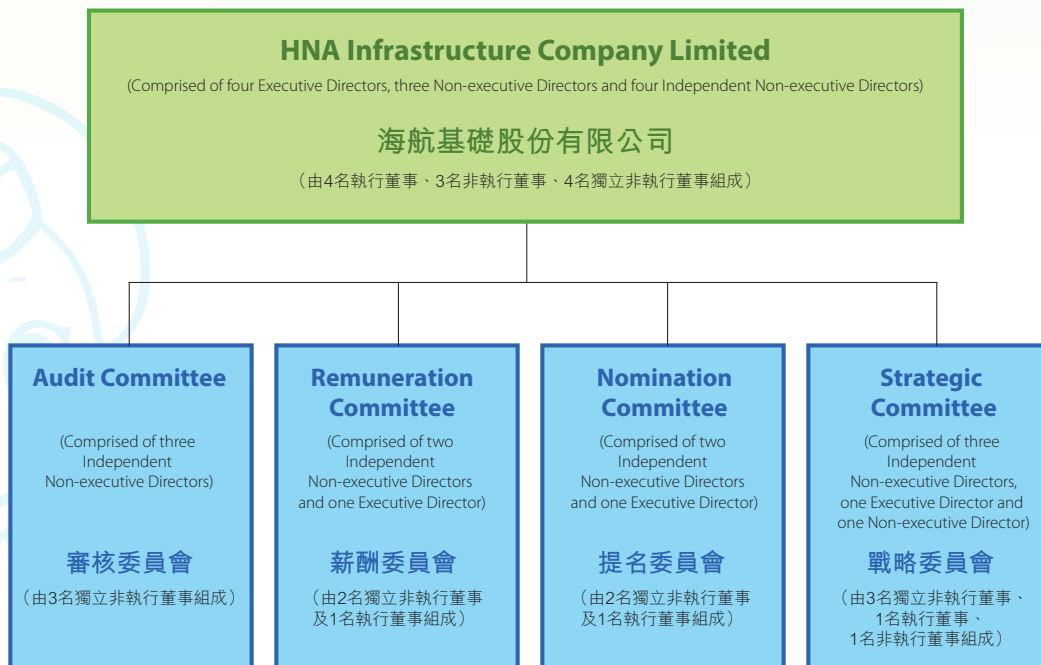 HNA Infrastructure Company Limited
(Comprised of four Executive Directors, three Non-executive Directors and four Independent Non-executive Directors)
海航基礎股份有限公司
（由4名執行董事、3名非執行董事、4名獨立非執行董事組成）
Audit Committee
(Comprised of three
Independent
Non-executive Directors)
審核委員會
（由3名獨立非執行董事組成）
Remuneration
Committee
(Comprised of two
Independent
Non-executive Directors
and one Executive Director)
薪酬委員會
（由2名獨立非執行董事
及1名執行董事組成）
Nomination
Committee
(Comprised of two
Independent
Non-executive Directors
and one Executive Director)
提名委員會
（由2名獨立非執行董事
及1名執行董事組成）
Strategic
Committee
(Comprised of three
Independent
Non-executive Directors,
one Executive Director and
one Non-executive Director)
戰略委員會
（由3名獨立非執行董事、
1名執行董事、
1名非執行董事組成）